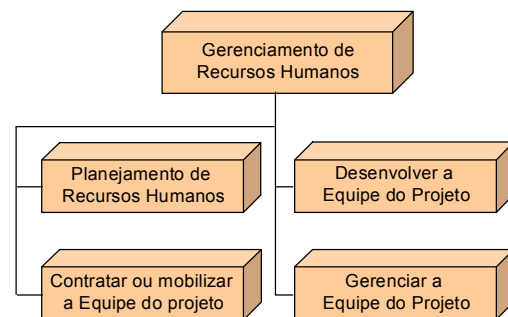 Gerenciamento de
Recursos Humanos
Planejamento de
Recursos Humanos
Desenvolver a
Equipe do Projeto
Contratar ou mobilizar
a Equipe do projeto
Gerenciar a
Equipe do Projeto